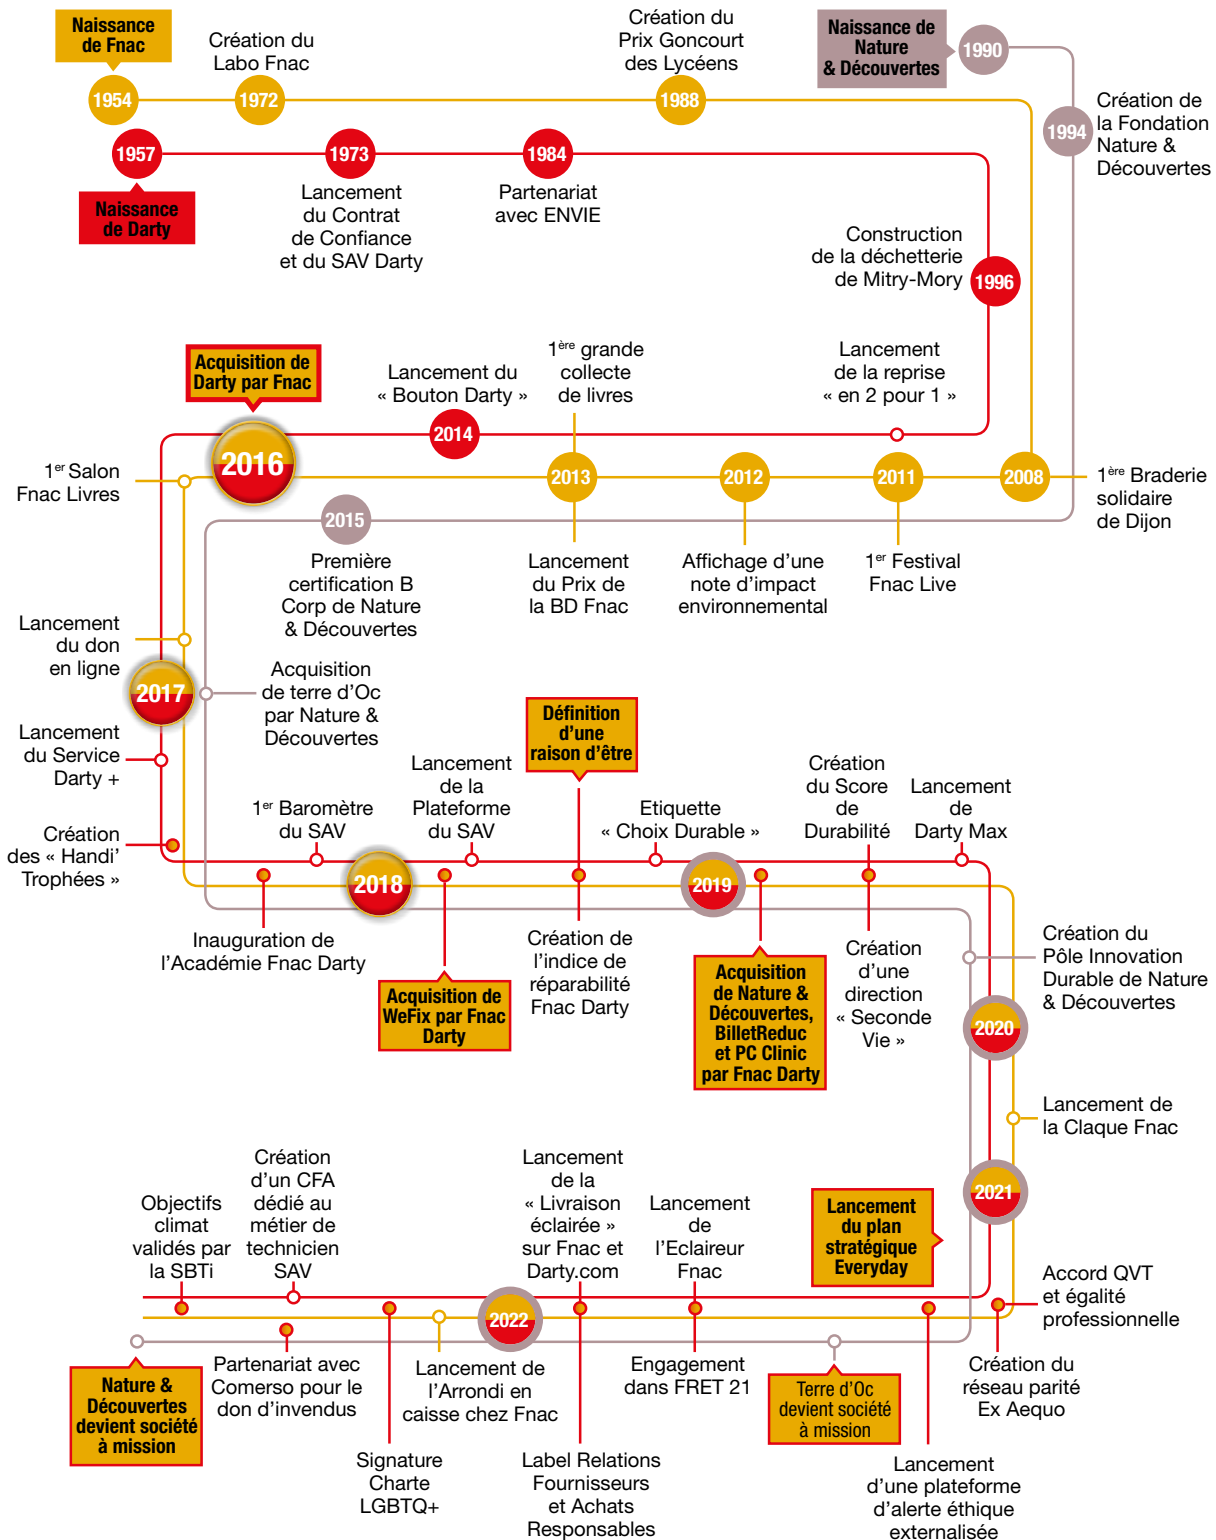 Naissance
de Fnac
1954
Création du
Labo Fnac
1972
Création du
Prix Goncourt
des Lycéens
1988
Naissance de
Nature
& Découvertes
1990
1994
Création de
la Fondation
Nature &
Découvertes
1957
Naissance
de Darty
1973
Lancement
du Contrat
de Confiance
et du SAV Darty
1984
Partenariat
avec ENVIE
Construction
de la déchetterie
de Mitry-Mory
1996
Acquisition de
Darty par Fnac
2016
Lancement du
« Bouton Darty »
2014
1ère grande
collecte
de livres
Lancement
de la reprise
« en 2 pour 1 »
1er Salon
Fnac Livres
2013
2012
2011
2008
1ère Braderie
solidaire
de Dijon
2015
Première
certification B
Corp de Nature
& Découvertes
Lancement
du Prix de
la BD Fnac
Affichage d’une
note d’impact
environnemental
1er Festival
Fnac Live
Lancement
du don
en ligne
2017
Acquisition
de terre d’Oc
par Nature &
Découvertes
Lancement
du Service
Darty +
Création
des « Handi’
Trophées »
1er Baromètre
du SAV
Lancement
de la
Plateforme
du SAV
Définition
d’une
raison d’être
Etiquette
« Choix Durable »
Création
du Score
de
Durabilité
Lancement
de
Darty Max
2018
2019
Inauguration de
l’Académie Fnac Darty
Acquisition de
WeFix par Fnac
Darty
Création de
l’indice de
réparabilité
Fnac Darty
Acquisition
de Nature &
Découvertes,
BilletReduc
et PC Clinic
par Fnac Darty
Création
d’une
direction
« Seconde
Vie »
Création du
Pôle Innovation
Durable de Nature
& Découvertes
2020
Lancement de
la Claque Fnac
2021
Objectifs
climat
validés par
la SBTi
Création
d’un CFA
dédié au
métier de
technicien
SAV
Lancement
de la
« Livraison
éclairée »
sur Fnac et
Darty.com
Lancement
de
l’Eclaireur
Fnac
Lancement
du plan
stratégique
Everyday
Accord QVT
et égalité
professionnelle
2022
Nature &
Découvertes
devient société
à mission
Partenariat avec
Comerso pour le
don d’invendus
Signature
Charte
LGBTQ+
Lancement de
l’Arrondi en
caisse chez Fnac
Label Relations
Fournisseurs
et Achats
Responsables
Engagement
dans FRET 21
Terre d’Oc
devient société
à mission
Lancement
d’une plateforme
d’alerte éthique
externalisée
Création du
réseau parité
Ex Aequo